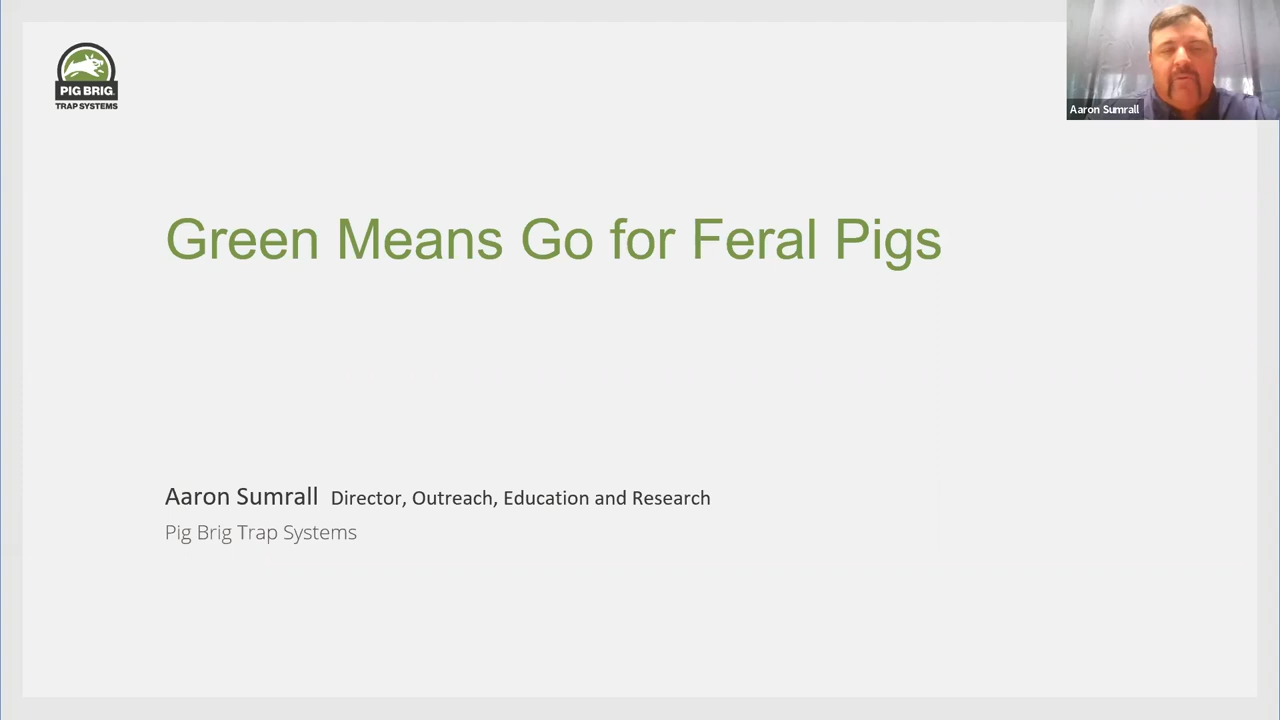 PIG BRIG
TRAP SYSTEMS
Aaron Sumrall
Green Means Go for Feral Pigs
Aaron Sumrall Director, Outreach, Education and Research
Pig Brig Trap Systems